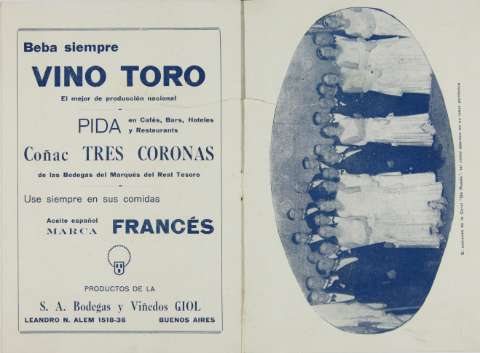 Beba siempre
VINO TORO
El mejor de producción nacional
PIDA en Cafés, Bars, Hoteles
y Restaurants
Coñac TRES CORONAS
de las Bodegas del Marqués del Real Tesoro
Use siempre en sus comidas
Aceite español
MARCA FRANCÉS
PRODUCTOS DE LA
S. A. Bodegas y Viñedos GIOL
LEANDRO N. ALEM 1518-36 BUENOS AIRES